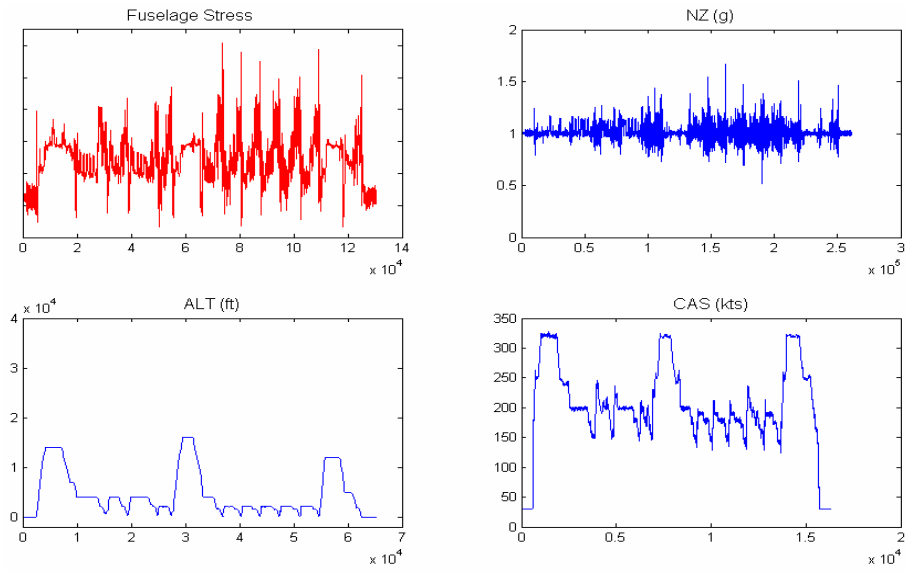 Fuselage Stress
0 2 4 6 8 10 12 14
x 10^4
NZ (g)
2
1.5
1
0.5
0
0 0.5 1 1.5 2 2.5 3
x 10^5
ALT (ft)
x 10^4
4
3
2
1
0
0 1 2 3 4 5 6 7
x 10^4
CAS (kts)
350
300
250
200
150
100
50
0
0 0.5 1 1.5 2
x 10^4